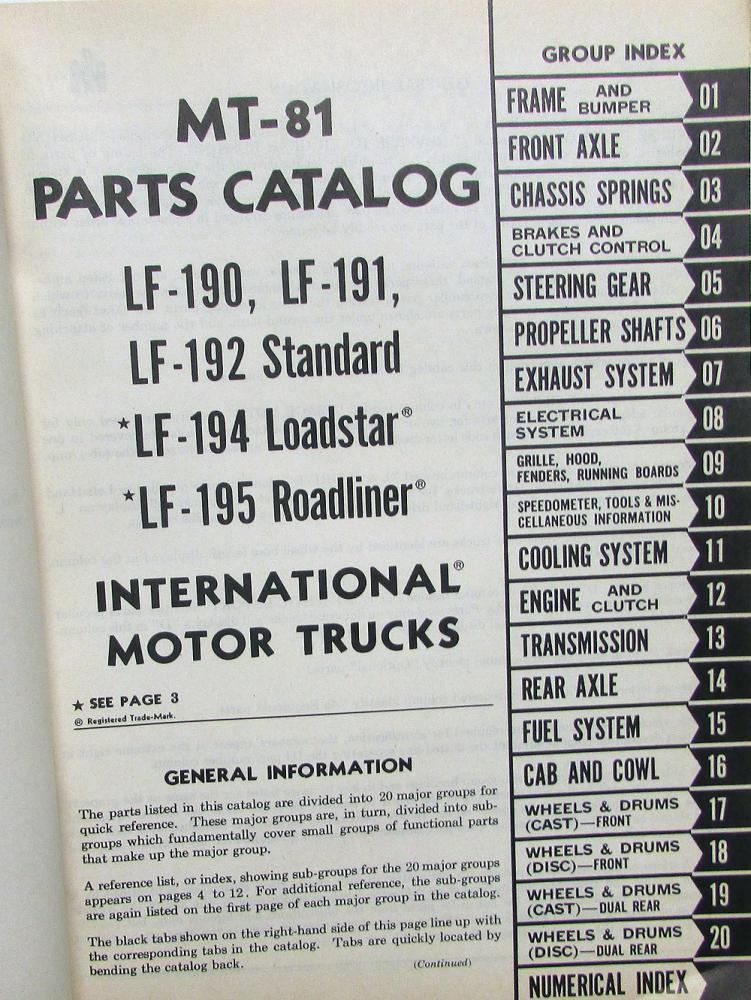 MT-81
PARTS CATALOG
LF-190, LF-191,
LF-192 Standard
*LF-194 Loadstar®
*LF-195 Roadliner®
INTERNATIONAL®
MOTOR TRUCKS
★ SEE PAGE 3
® Registered Trade-Mark.
GENERAL INFORMATION
The parts listed in this catalog are divided into 20 major groups for
quick reference. These major groups are, in turn, divided into sub-
groups which fundamentally cover small groups of functional parts
that make up the major group.
A reference list, or index, showing sub-groups for the 20 major groups
appears on pages 4 to 12. For additional reference, the sub-groups
are again listed on the first page of each major group in the catalog.
The black tabs shown on the right-hand side of this page line up with
the corresponding tabs in the catalog. Tabs are quickly located by
bending the catalog back.
(Continued)
GROUP INDEX
FRAME AND BUMPER 01
FRONT AXLE 02
CHASSIS SPRINGS 03
BRAKES AND
CLUTCH CONTROL 04
STEERING GEAR 05
PROPELLER SHAFTS 06
EXHAUST SYSTEM 07
ELECTRICAL
SYSTEM 08
GRILLE, HOOD,
FENDERS, RUNNING BOARDS 09
SPEEDOMETER, TOOLS & MIS-
CELLANEOUS INFORMATION 10
COOLING SYSTEM 11
ENGINE AND CLUTCH 12
TRANSMISSION 13
REAR AXLE 14
FUEL SYSTEM 15
CAB AND COWL 16
WHEELS & DRUMS
(CAST)—FRONT 17
WHEELS & DRUMS
(DISC)—FRONT 18
WHEELS & DRUMS
(CAST)—DUAL REAR 19
WHEELS & DRUMS
(DISC)—DUAL REAR 20
NUMERICAL INDEX